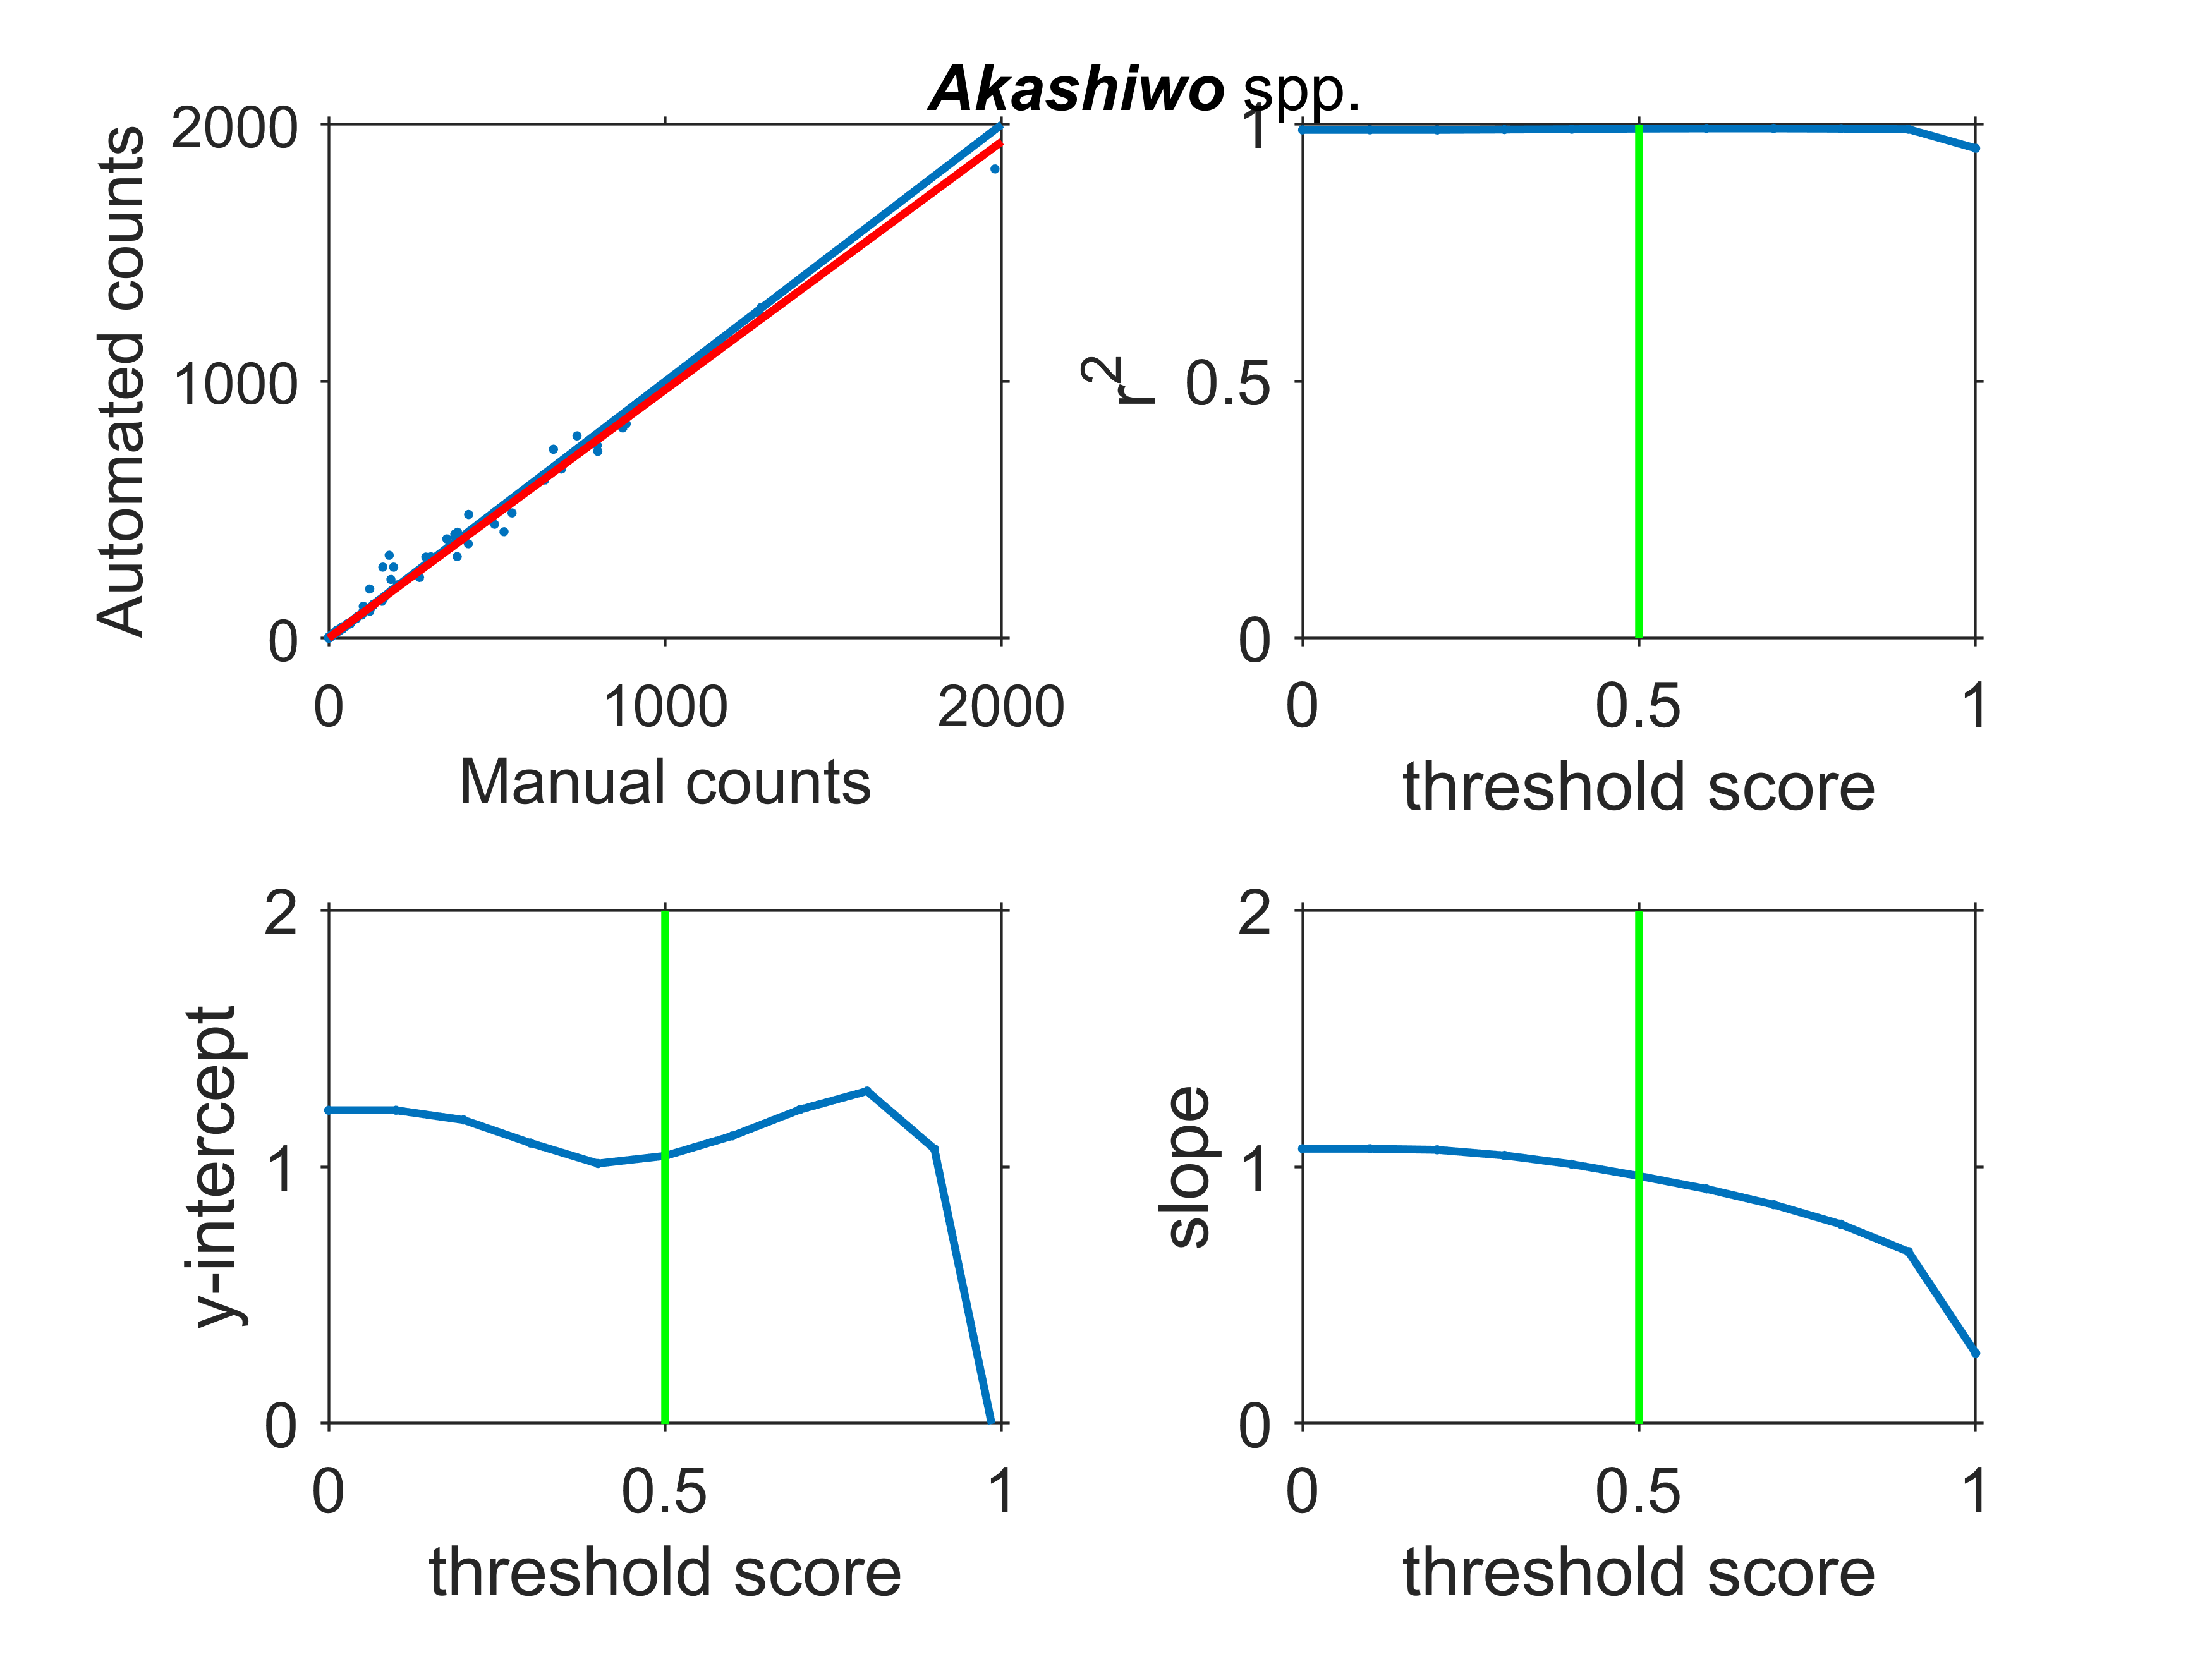 Akashiwo spp.
2000
1000
0
0 1000 2000
Automated counts
Manual counts
1
0.5
0
0 0.5 1
r²
threshold score
2
1
0
0 0.5 1
y-intercept
threshold score
2
1
0
0 0.5 1
slope
threshold score